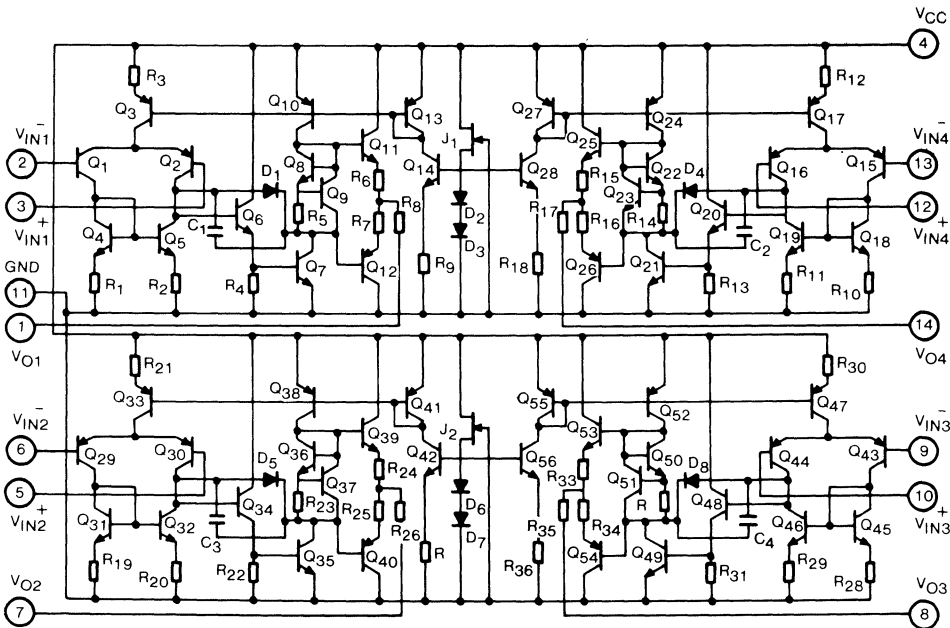 VCC
4
R3
Q3
Q10
Q13
J1
Q27
Q24
Q17
R12
VIN1-
2
Q1
Q2
D1
Q8
Q9
Q11
R6
Q14
Q28
Q25
R15
Q22
D4
Q16
Q15
VIN4-
13
3
VIN1+
Q4
Q5
C1
Q6
R5
R7
R8
D2
D3
R17
R16
Q23
R14
Q20
C2
Q19
Q18
12
VIN4+
GND
11
R1
R2
R4
Q7
Q12
R9
R18
Q26
Q21
R13
R11
R10
1
VO1
14
VO4
R21
Q33
Q38
Q41
J2
Q55
Q52
Q47
R30
VIN2-
6
Q29
Q30
D5
Q36
Q37
Q39
R24
Q42
Q56
Q53
R33
Q51
Q50
D8
Q44
Q43
VIN3-
9
5
VIN2+
Q31
Q32
C3
Q34
R23
R25
R26
D6
D7
R35
R34
R
Q48
C4
Q46
Q45
10
VIN3+
R19
R20
R22
Q35
Q40
R
R36
Q54
Q49
R31
R29
R28
VO2
7
VO3
8